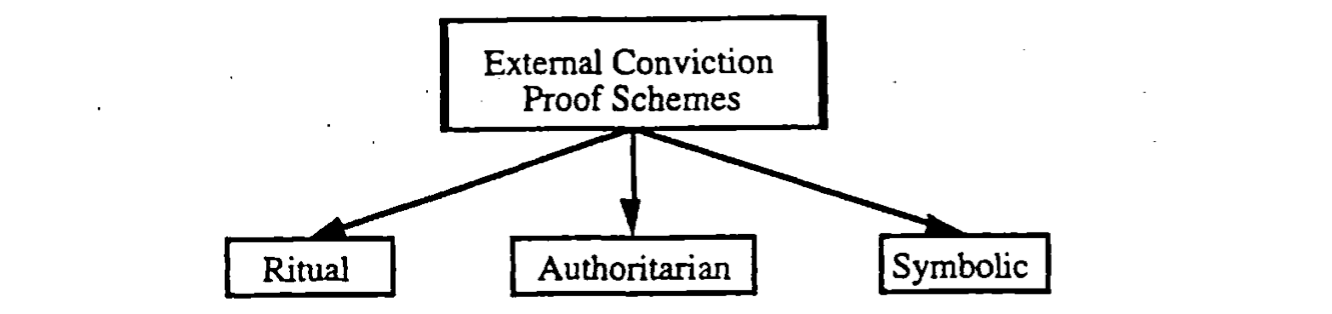 External Conviction
Proof Schemes
Ritual
Authoritarian
Symbolic